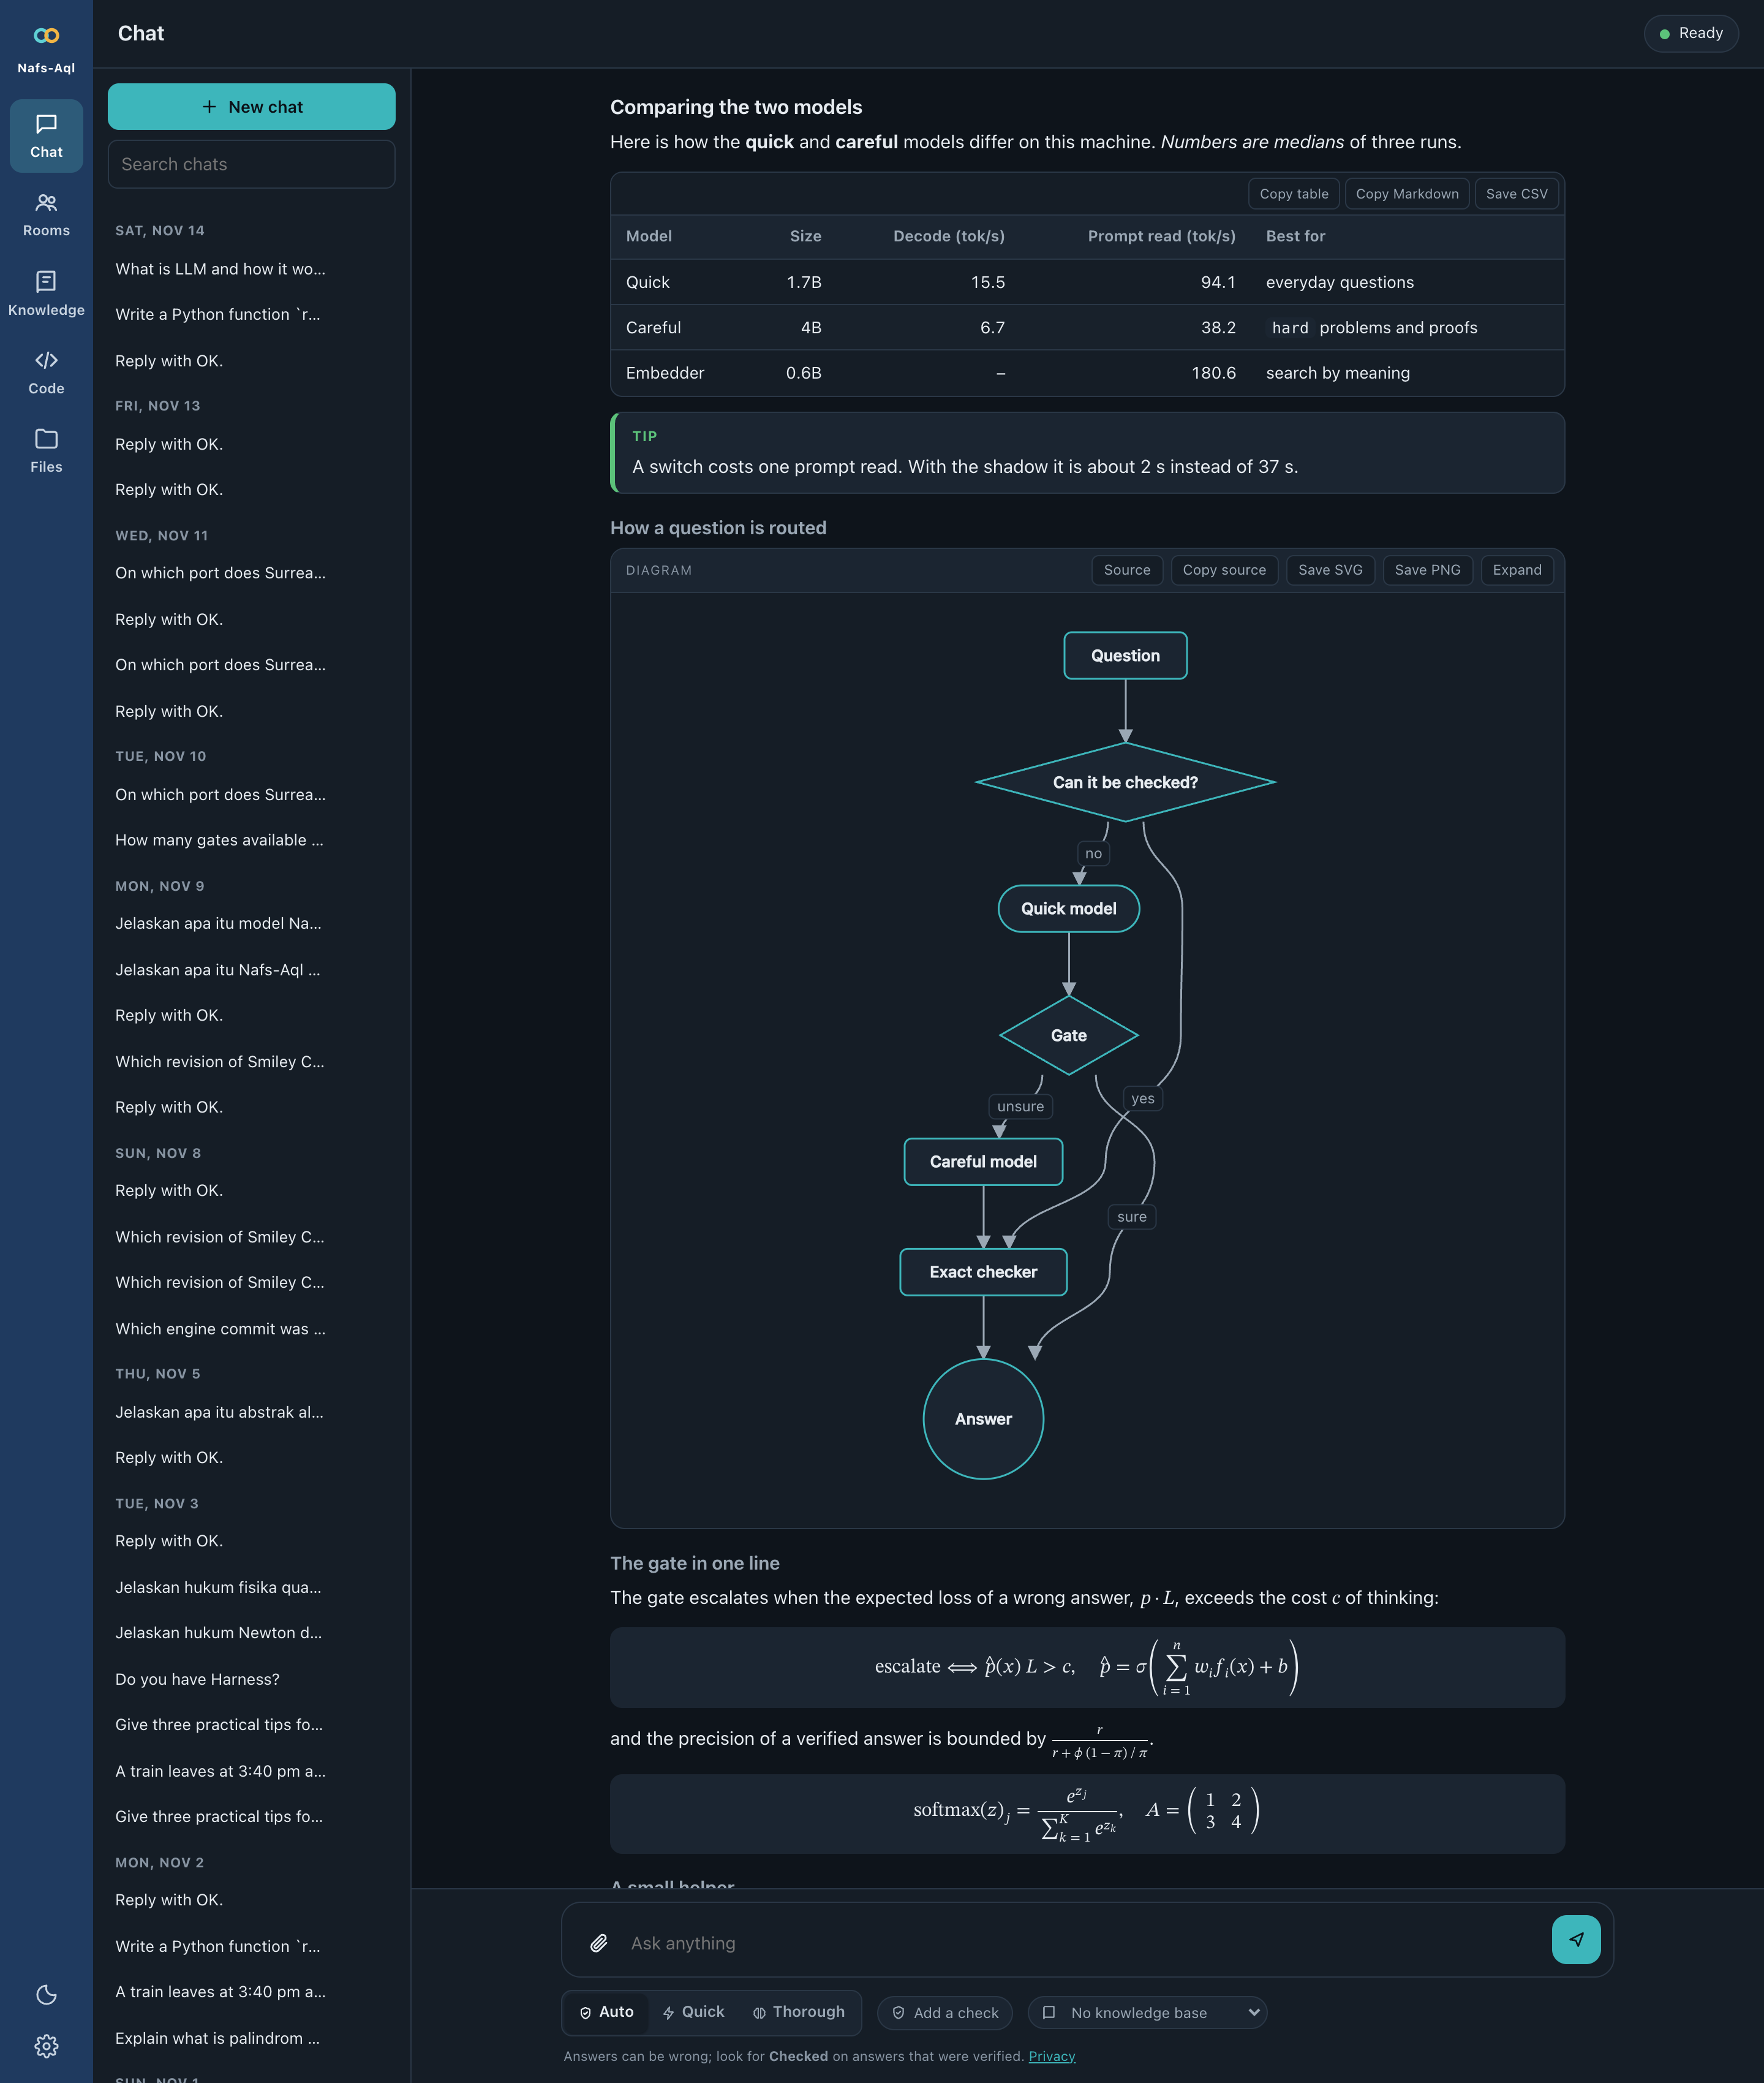 Nafs-Aql
Chat
Rooms
Knowledge
Code
Files
Chat
Ready
+ New chat
Search chats
SAT, NOV 14
What is LLM and how it wo...
Write a Python function `r...
Reply with OK.
FRI, NOV 13
Reply with OK.
Reply with OK.
WED, NOV 11
On which port does Surrea...
Reply with OK.
On which port does Surrea...
Reply with OK.
TUE, NOV 10
On which port does Surrea...
How many gates available ...
MON, NOV 9
Jelaskan apa itu model Na...
Jelaskan apa itu Nafs-Aql ...
Reply with OK.
Which revision of Smiley C...
Reply with OK.
SUN, NOV 8
Reply with OK.
Which revision of Smiley C...
Which revision of Smiley C...
Which engine commit was ...
THU, NOV 5
Jelaskan apa itu abstrak al...
Reply with OK.
TUE, NOV 3
Reply with OK.
Jelaskan hukum fisika qua...
Jelaskan hukum Newton d...
Do you have Harness?
Give three practical tips fo...
A train leaves at 3:40 pm a...
Give three practical tips fo...
MON, NOV 2
Reply with OK.
Write a Python function `r...
A train leaves at 3:40 pm a...
Explain what is palindrom ...
SUN, NOV 1
Comparing the two models
Here is how the quick and careful models differ on this machine. Numbers are medians of three runs.
Copy table Copy Markdown Save CSV
Model Size Decode (tok/s) Prompt read (tok/s) Best for
Quick 1.7B 15.5 94.1 everyday questions
Careful 4B 6.7 38.2 hard problems and proofs
Embedder 0.6B – 180.6 search by meaning
TIP
A switch costs one prompt read. With the shadow it is about 2 s instead of 37 s.
How a question is routed
DIAGRAM Source Copy source Save SVG Save PNG Expand
Question
Can it be checked?
no
Quick model
Gate
unsure yes
Careful model
sure
Exact checker
Answer
The gate in one line
The gate escalates when the expected loss of a wrong answer, p · L, exceeds the cost c of thinking:
escalate ⟺ p̂(x) L > c, p̂ = σ(∑_{i = 1}^{n} w_i f_i(x) + b)
and the precision of a verified answer is bounded by r / (r + ϕ (1 − π) / π).
softmax(z)_j = e^{z_j} / ∑_{k = 1}^{K} e^{z_k}, A = (1 2 3 4)
A small helper
Ask anything
Auto Quick Thorough Add a check No knowledge base
Answers can be wrong; look for Checked on answers that were verified. Privacy